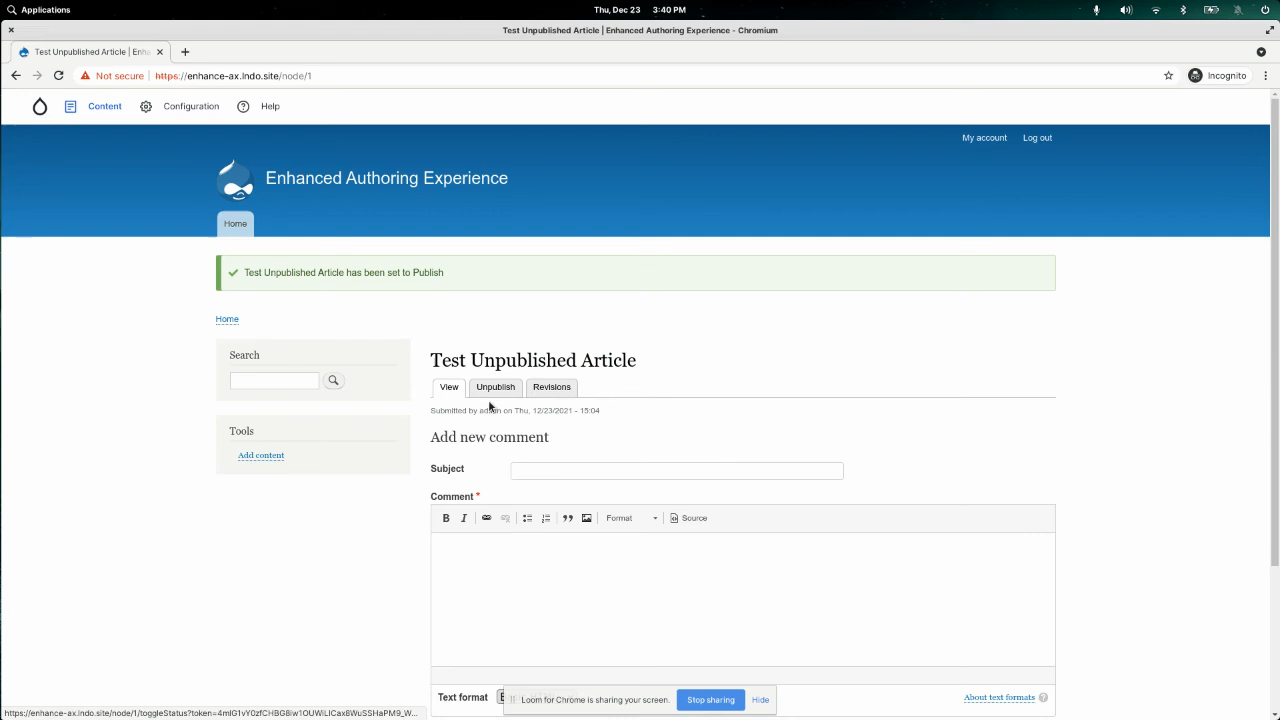 Applications
Thu, Dec 23 3:40 PM
Test Unpublished Article | Enhanced Authoring Experience - Chromium
Test Unpublished Article | Enh
Not secure https://enhance-ax.lndo.site/node/1 Incognito
Content Configuration Help
My account Log out
Enhanced Authoring Experience
Home
Test Unpublished Article has been set to Publish
Home
Search
Test Unpublished Article
View Unpublish Revisions
Submitted by admin on Thu, 12/23/2021 - 15:04
Tools
Add content
Add new comment
Subject
Comment *
B I Format Source
Text format
About text formats ?
Loom for Chrome is sharing your screen. Stop sharing Hide